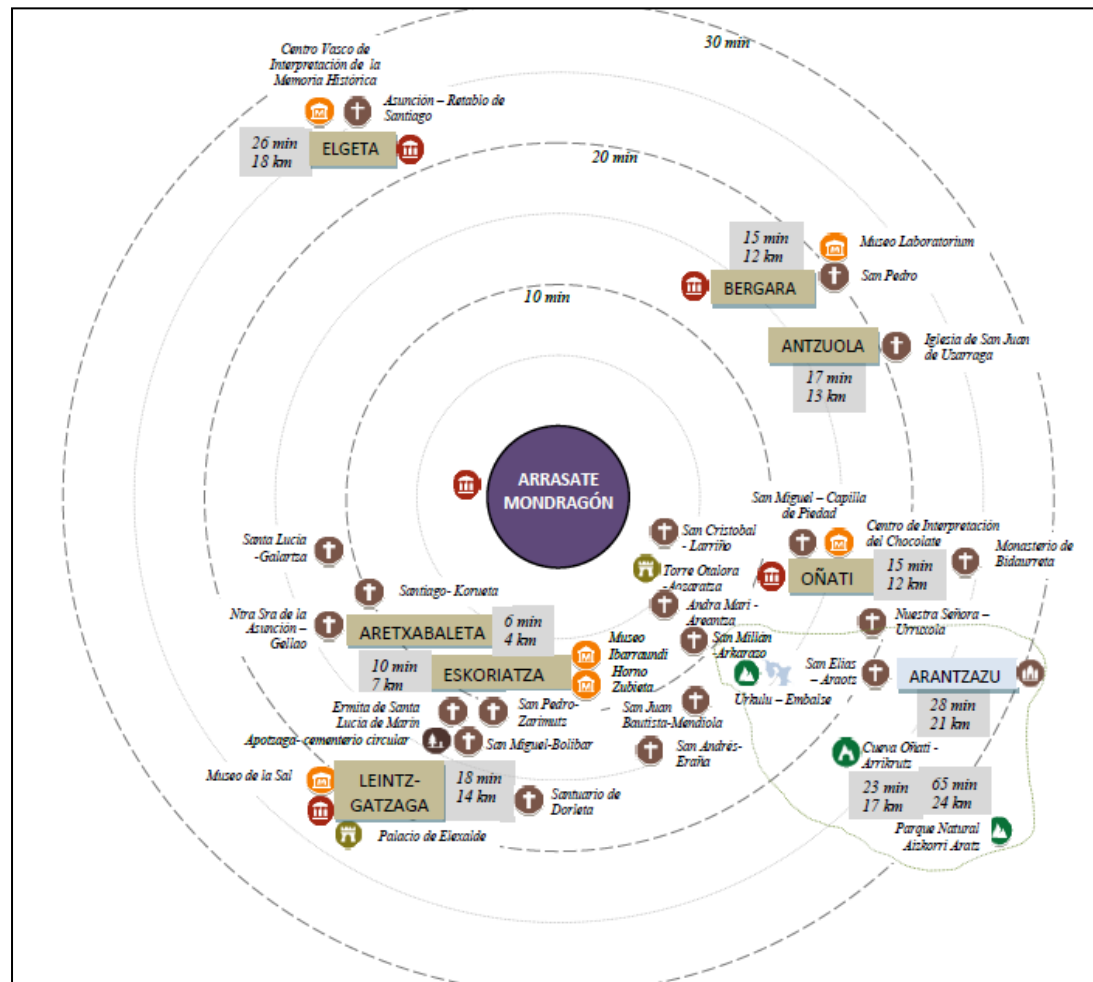 30 min
Centro Vasco de
Interpretación de la
Memoria Histórica
Asunción – Retablo de
Santiago
26 min
18 km
ELGETA
20 min
15 min
12 km
Museo Laboratorium
BERGARA
San Pedro
10 min
ANTZUOLA
Iglesia de San Juan
de Uzarraga
17 min
13 km
ARRASATE
MONDRAGÓN
San Miguel – Capilla
de Piedad
Centro de Interpretación
del Chocolate
Monasterio de
Bidaurreta
OÑATI
15 min
12 km
San Cristobal
- Larriño
Torre Otalora
-Aozaratza
Andra Mari -
Areantza
San Millán
-Arkarazo
Santa Lucia
-Galartza
Santiago- Korueta
Ntra Sra de la
Asunción –
Gellao
ARETXABALETA
6 min
4 km
10 min
7 km
ESKORIATZA
Museo
Ibarraundi
Horno
Zubieta
Nuestra Señora –
Urruxola
San Elias
– Araotz
ARANTZAZU
28 min
21 km
Urkulu – Embalse
Ermita de Santa
Lucia de Marin
San Pedro-
Zarimutz
San Juan
Bautista-Mendiola
Apotzaga- cementerio circular
San Miguel-Bolibar
San Andrés-
Eraña
Cueva Oñati -
Arrikrutz
23 min
17 km
65 min
24 km
Parque Natural
Aizkorri Aratz
Museo de la Sal
LEINTZ-
GATZAGA
18 min
14 km
Santuario de
Dorleta
Palacio de Elexalde